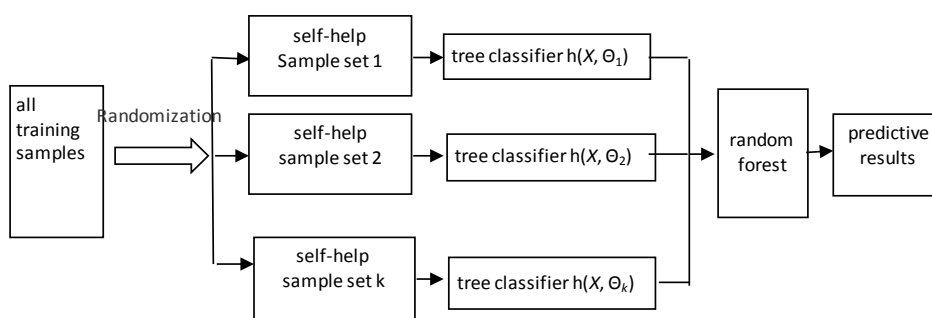 all
training
samples
Randomization
self-help
Sample set 1
tree classifier h(X, Θ₁)
self-help
sample set 2
tree classifier h(X, Θ₂)
self-help
sample set k
tree classifier h(X, Θₖ)
random
forest
predictive
results